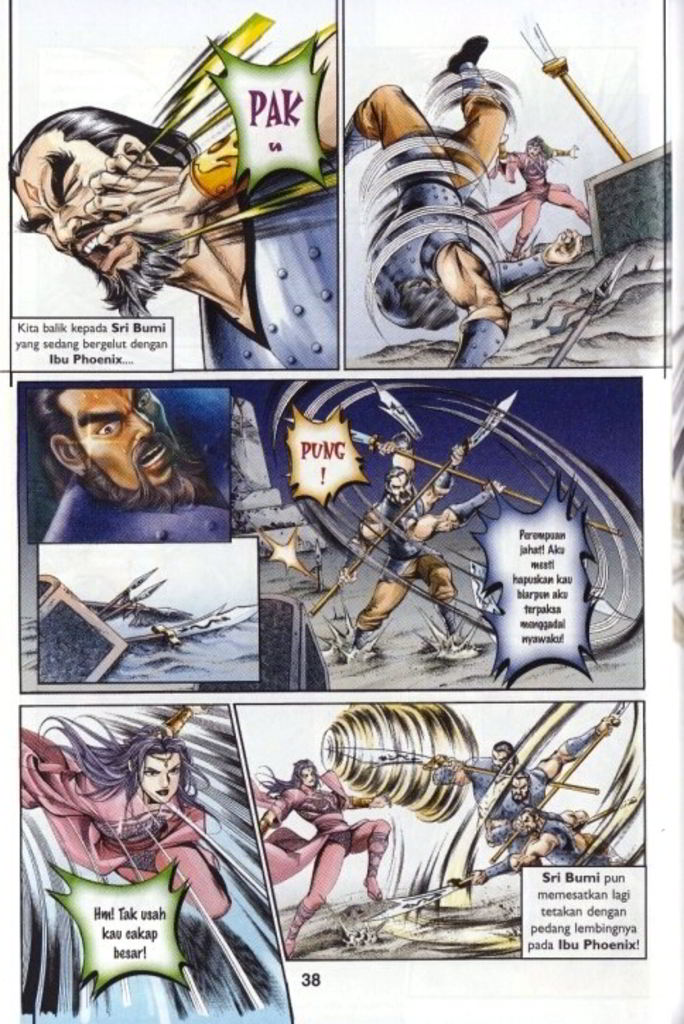 PAK
"
Kita balik kepada Sri Bumi
yang sedang bergelut dengan
Ibu Phoenix....
PUNG
!
Perempuan
jahat! Aku
mesti
hapuskan kau
biarpun aku
terpaksa
menggadai
nyawaku!
Hm! Tak usah
kau cakap
besar!
Sri Bumi pun
memesatkan lagi
tetakan dengan
pedang lembingnya
pada Ibu Phoenix!
38